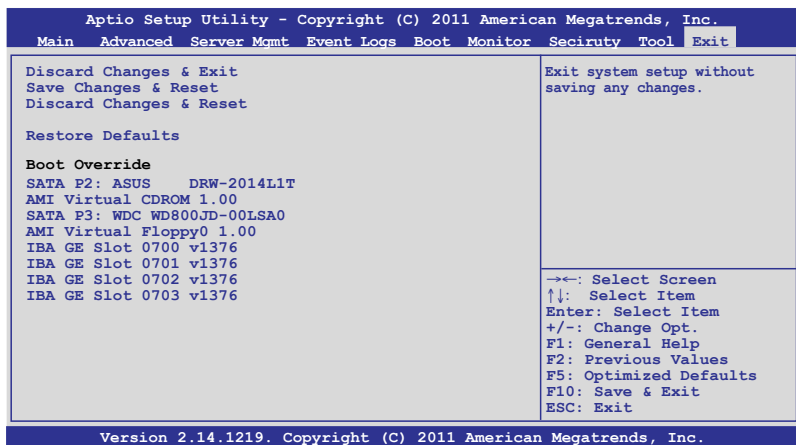 Aptio Setup Utility - Copyright (C) 2011 American Megatrends, Inc.
Main Advanced Server Mgmt Event Logs Boot Monitor Seciruty Tool Exit
Discard Changes & Exit
Save Changes & Reset
Discard Changes & Reset
Restore Defaults
Boot Override
SATA P2: ASUS DRW-2014L1T
AMI Virtual CDROM 1.00
SATA P3: WDC WD800JD-00LSA0
AMI Virtual Floppy0 1.00
IBA GE Slot 0700 v1376
IBA GE Slot 0701 v1376
IBA GE Slot 0702 v1376
IBA GE Slot 0703 v1376
Exit system setup without
saving any changes.
→←: Select Screen
↑↓: Select Item
Enter: Select Item
+/-: Change Opt.
F1: General Help
F2: Previous Values
F5: Optimized Defaults
F10: Save & Exit
ESC: Exit
Version 2.14.1219. Copyright (C) 2011 American Megatrends, Inc.